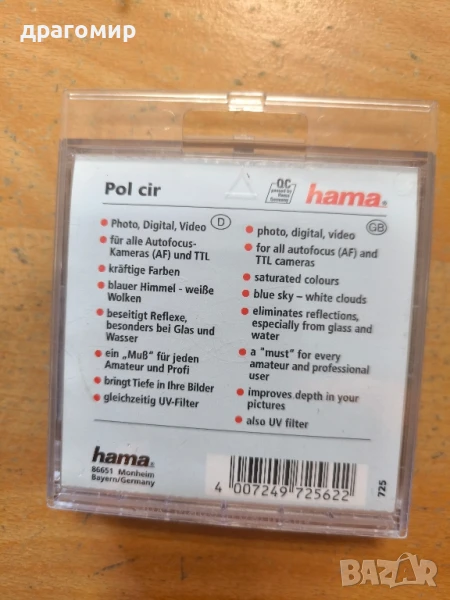 драгомир
Pol cir
QC
hama®
Photo, Digital, Video D
für alle Autofocus-
Kameras (AF) und TTL
kräftige Farben
blauer Himmel - weiße
Wolken
beseitigt Reflexe,
besonders bei Glas und
Wasser
ein „Muß" für jeden
Amateur und Profi
bringt Tiefe in Ihre Bilder
gleichzeitig UV-Filter
photo, digital, video GB
for all autofocus (AF) and
TTL cameras
saturated colours
blue sky – white clouds
eliminates reflections,
especially from glass and
water
a "must" for every
amateur and professional
user
improves depth in your
pictures
also UV filter
hama®
86651 Monheim
Bayern/Germany
4 007249 725622
725
BAZAR